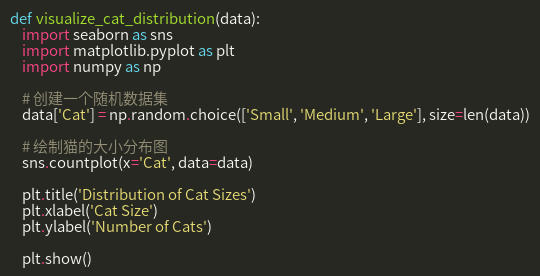 def visualize_cat_distribution(data):
    import seaborn as sns
    import matplotlib.pyplot as plt
    import numpy as np

    # 创建一个随机数据集
    data['Cat'] = np.random.choice(['Small', 'Medium', 'Large'], size=len(data))

    # 绘制猫的大小分布图
    sns.countplot(x='Cat', data=data)

    plt.title('Distribution of Cat Sizes')
    plt.xlabel('Cat Size')
    plt.ylabel('Number of Cats')

    plt.show()